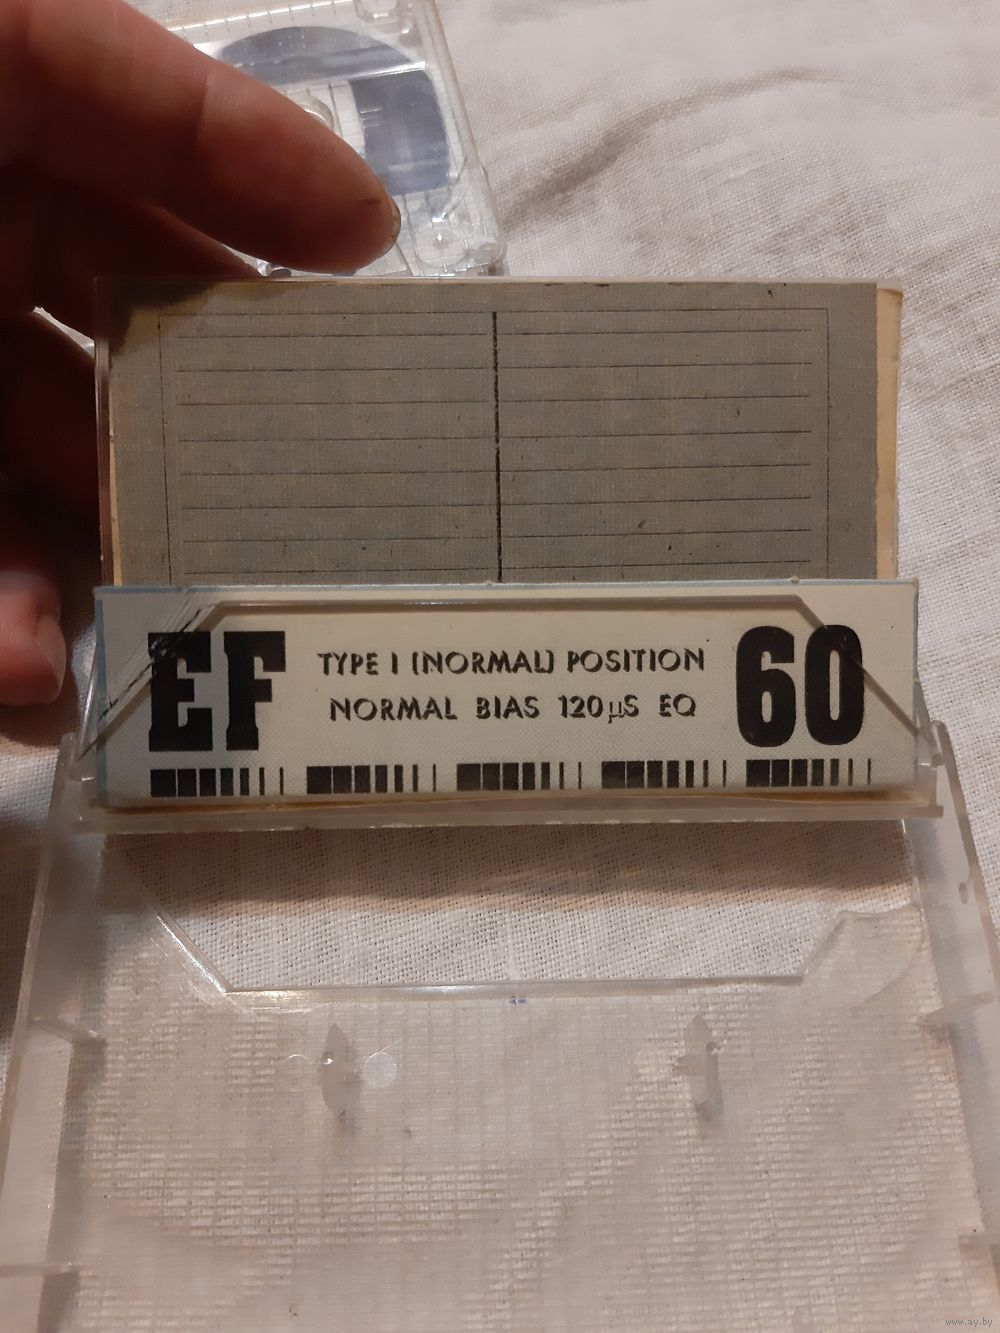 EF TYPE I (NORMAL) POSITION 60
NORMAL BIAS 120µS EQ
www.ay.by